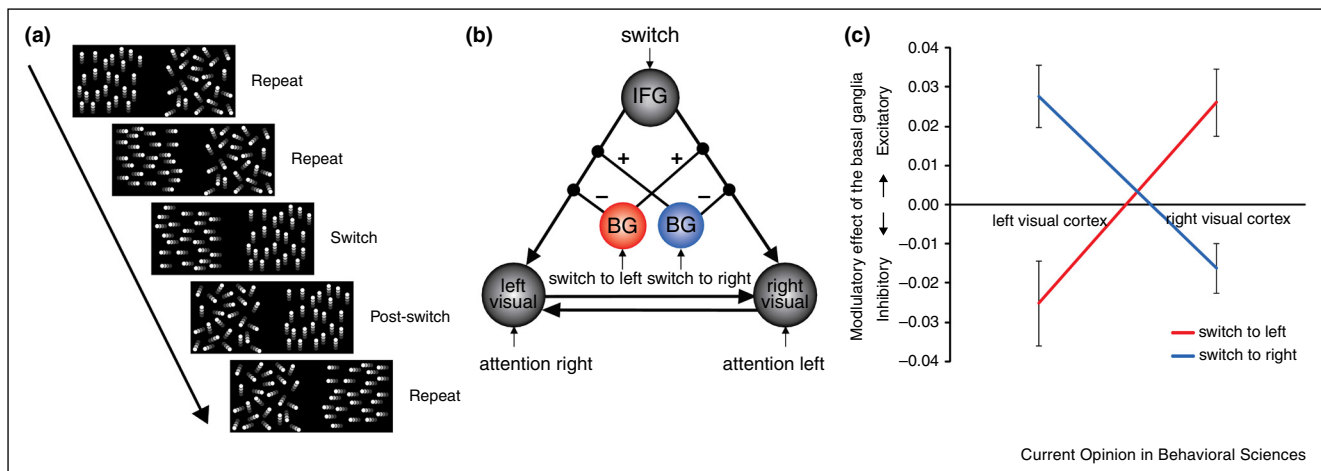 (a)
Repeat
Repeat
Switch
Post-switch
Repeat
(b)
switch
IFG
+ +
− −
BG BG
switch to left switch to right
left visual
right visual
attention right
attention left
(c)
Modlulatory effect of the basal ganglia
Inhibitory Excitatory
0.04
0.03
0.02
0.01
0.00
−0.01
−0.02
−0.03
−0.04
left visual cortex
right visual cortex
switch to left
switch to right
Current Opinion in Behavioral Sciences